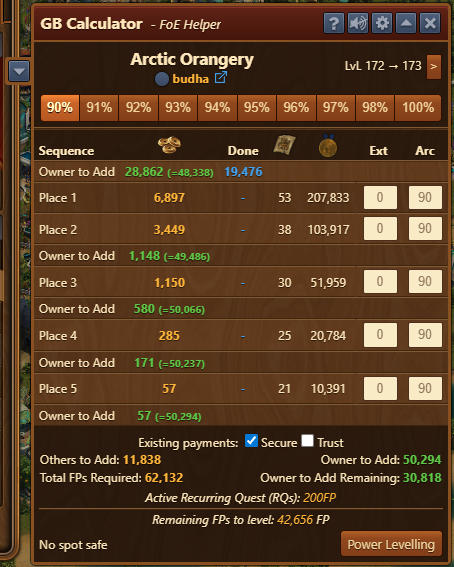 GB Calculator - FoE Helper ?
Arctic Orangery
budha
Lvl. 172 → 173 >
90% 91% 92% 93% 94% 95% 96% 97% 98% 100%
Sequence Done Ext Arc
Owner to Add 28,862 (=48,338) 19,476
Place 1 6,897 - 53 207,833 0 90
Place 2 3,449 - 38 103,917 0 90
Owner to Add 1,148 (=49,486)
Place 3 1,150 - 30 51,959 0 90
Owner to Add 580 (=50,066)
Place 4 285 - 25 20,784 0 90
Owner to Add 171 (=50,237)
Place 5 57 - 21 10,391 0 90
Owner to Add 57 (=50,294)
Existing payments: Secure Trust
Others to Add: 11,838 Owner to Add: 50,294
Total FPs Required: 62,132 Owner to Add Remaining: 30,818
Active Recurring Quest (RQs): 200FP
Remaining FPs to level: 42,656 FP
No spot safe Power Levelling